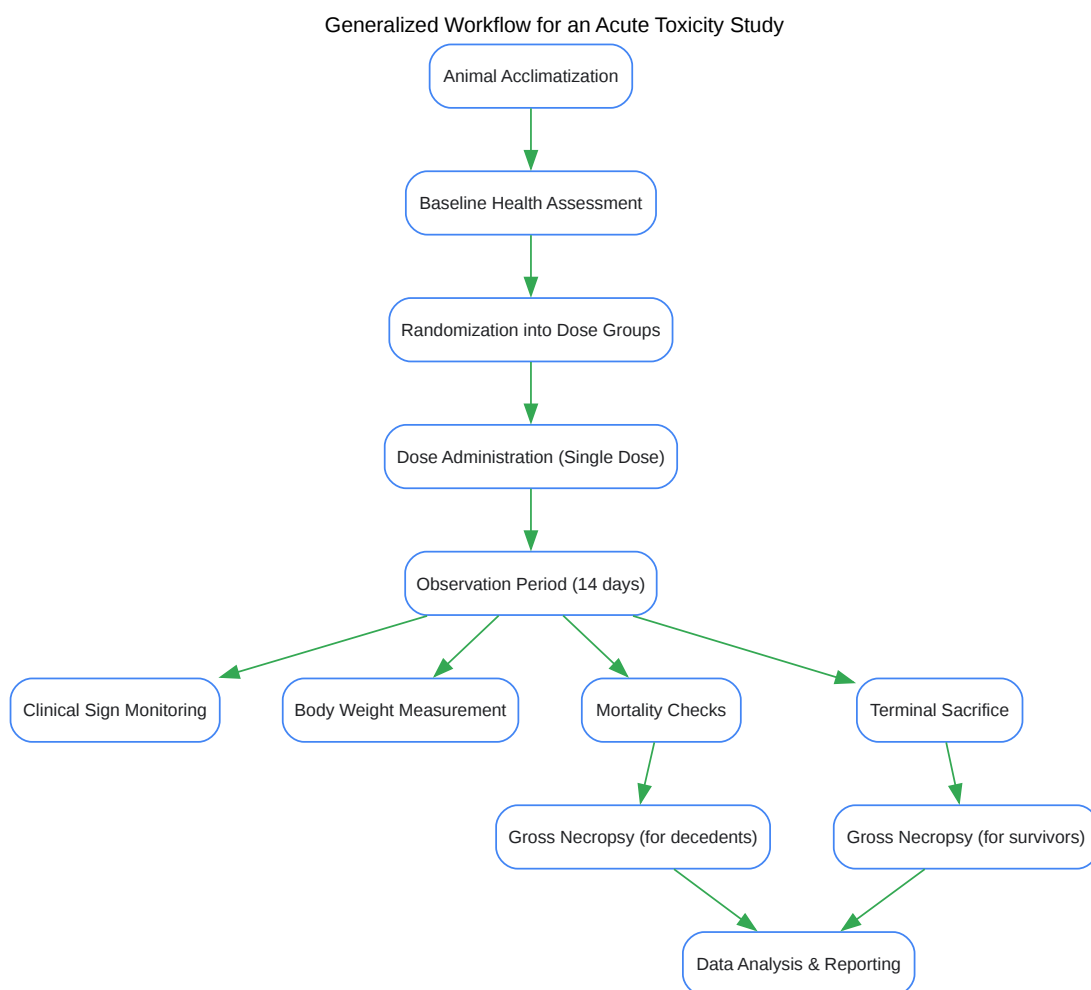 Generalized Workflow for an Acute Toxicity Study
Animal Acclimatization
Baseline Health Assessment
Randomization into Dose Groups
Dose Administration (Single Dose)
Observation Period (14 days)
Clinical Sign Monitoring
Body Weight Measurement
Mortality Checks
Terminal Sacrifice
Gross Necropsy (for decedents)
Gross Necropsy (for survivors)
Data Analysis & Reporting